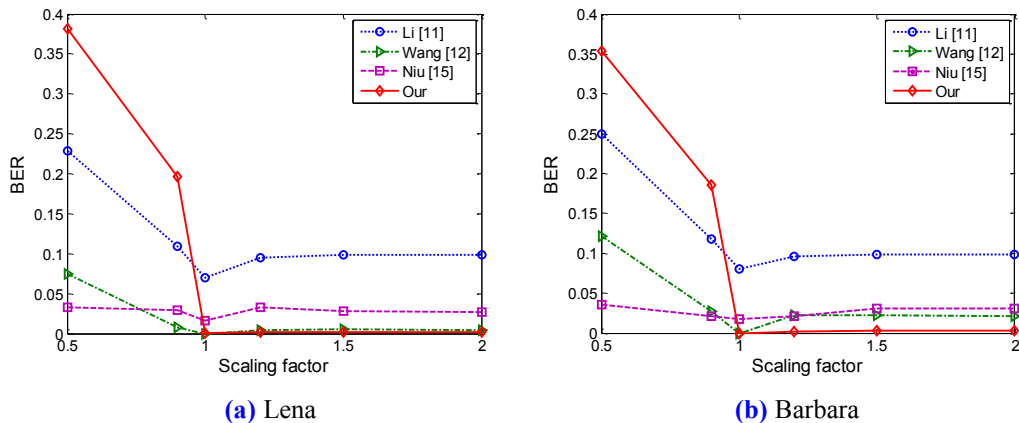 0.4
0.35
0.3
0.25
0.2
0.15
0.1
0.05
0
BER
0.5
1
1.5
2
Scaling factor
Li [11]
Wang [12]
Niu [15]
Our
(a) Lena
0.4
0.35
0.3
0.25
0.2
0.15
0.1
0.05
0
BER
0.5
1
1.5
2
Scaling factor
Li [11]
Wang [12]
Niu [15]
Our
(b) Barbara